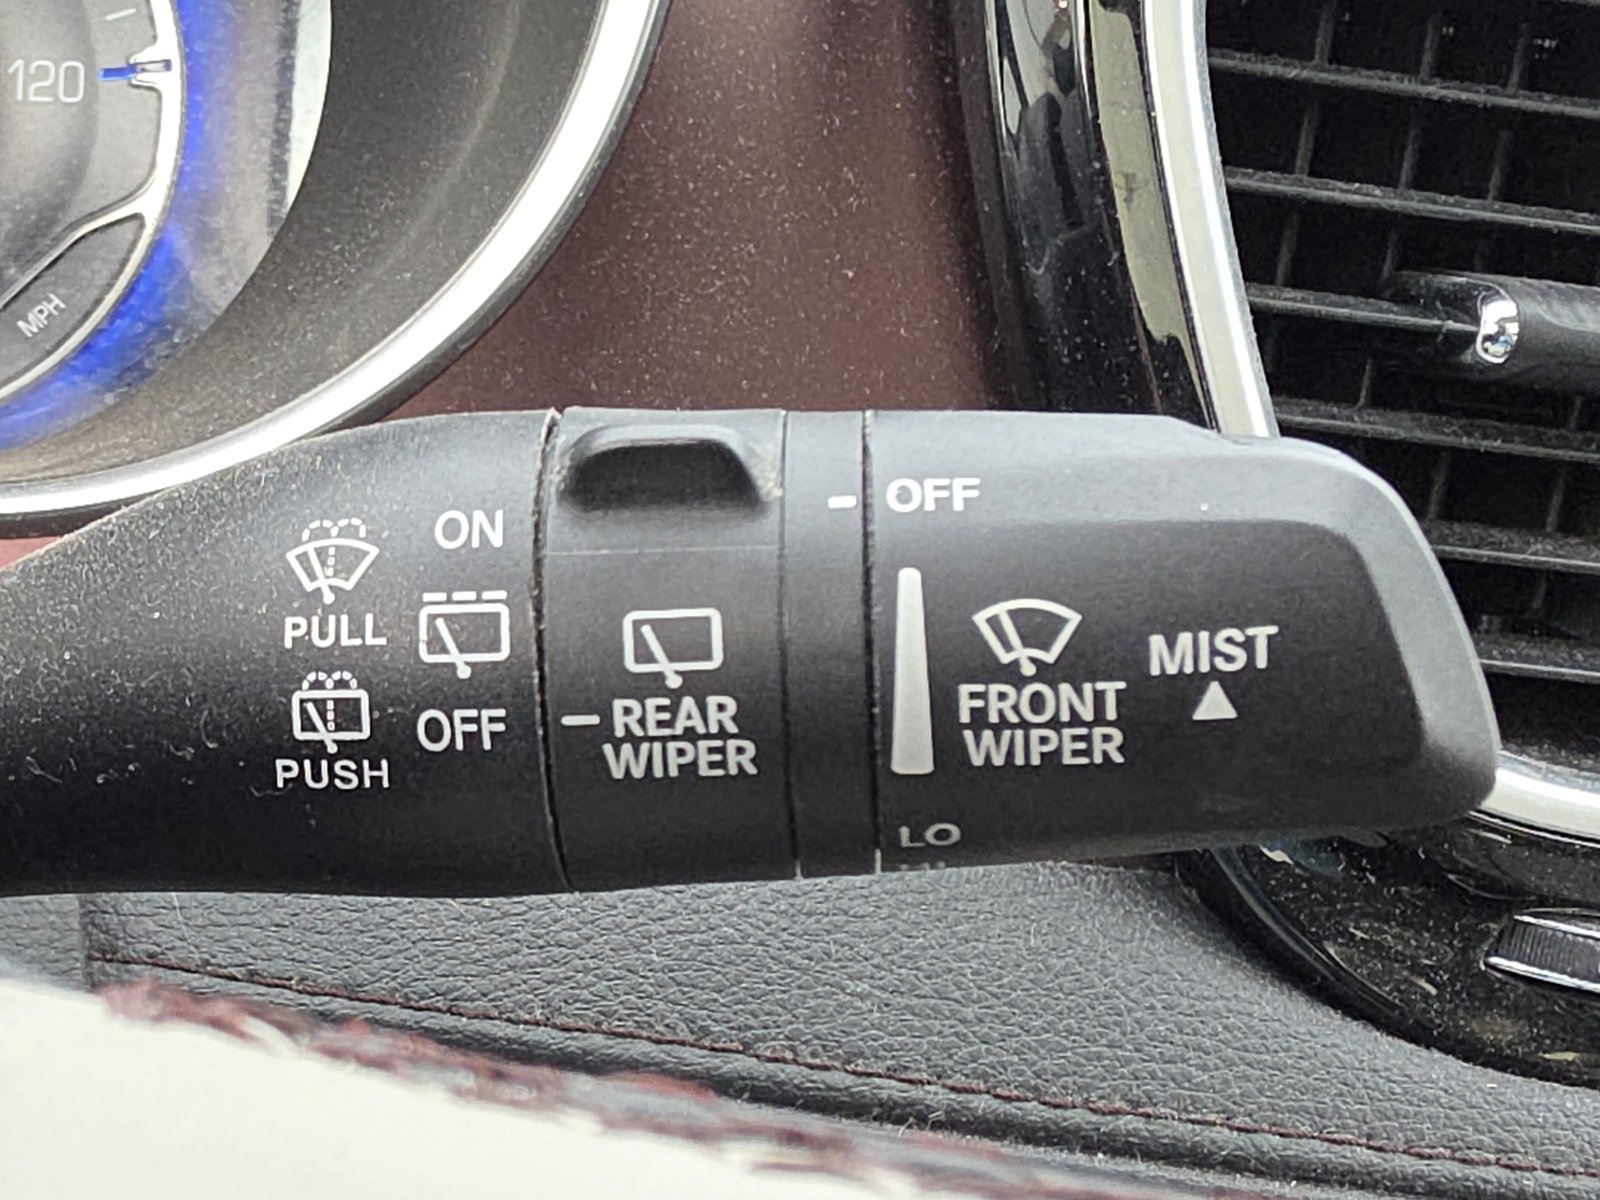 120
MPH
PULL
PUSH
ON
OFF
REAR
WIPER
OFF
FRONT
WIPER
MIST
LO